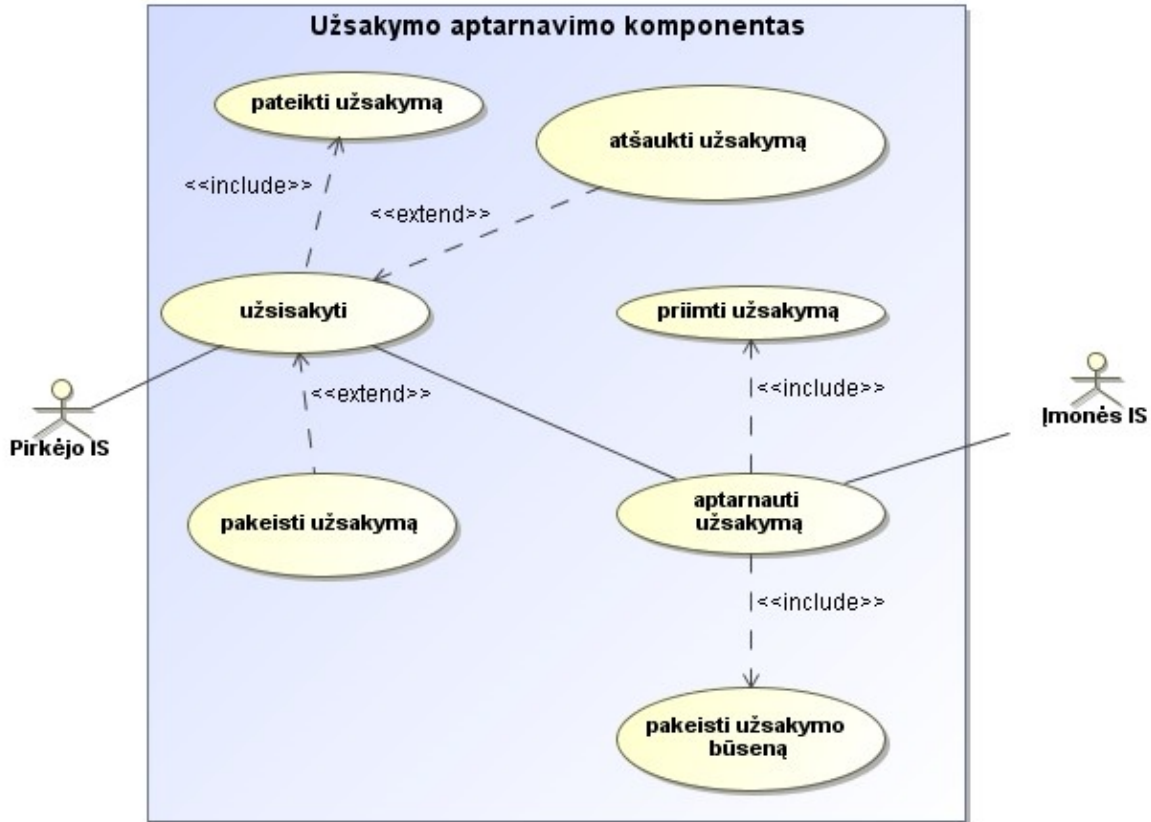 Užsakymo aptarnavimo komponentas
pateikti užsakymą
atšaukti užsakymą
<<include>>
<<extend>>
užsisakyti
priimti užsakymą
<<extend>>
<<include>>
Pirkėjo IS
Įmonės IS
pakeisti užsakymą
aptarnauti
užsakymą
<<include>>
pakeisti užsakymo
būseną